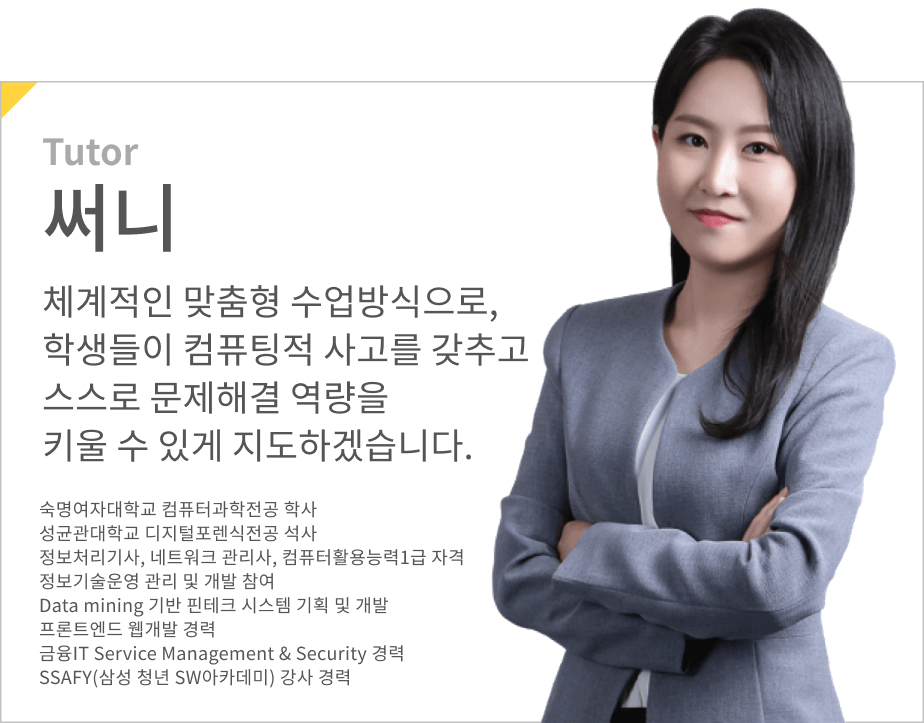 Tutor
써니
체계적인 맞춤형 수업방식으로,
학생들이 컴퓨팅적 사고를 갖추고
스스로 문제해결 역량을
키울 수 있게 지도하겠습니다.
숙명여자대학교 컴퓨터과학전공 학사
성균관대학교 디지털포렌식전공 석사
정보처리기사, 네트워크 관리사, 컴퓨터활용능력1급 자격
정보기술운영 관리 및 개발 참여
Data mining 기반 핀테크 시스템 기획 및 개발
프론트엔드 웹개발 경력
금융IT Service Management & Security 경력
SSAFY(삼성 청년 SW아카데미) 강사 경력